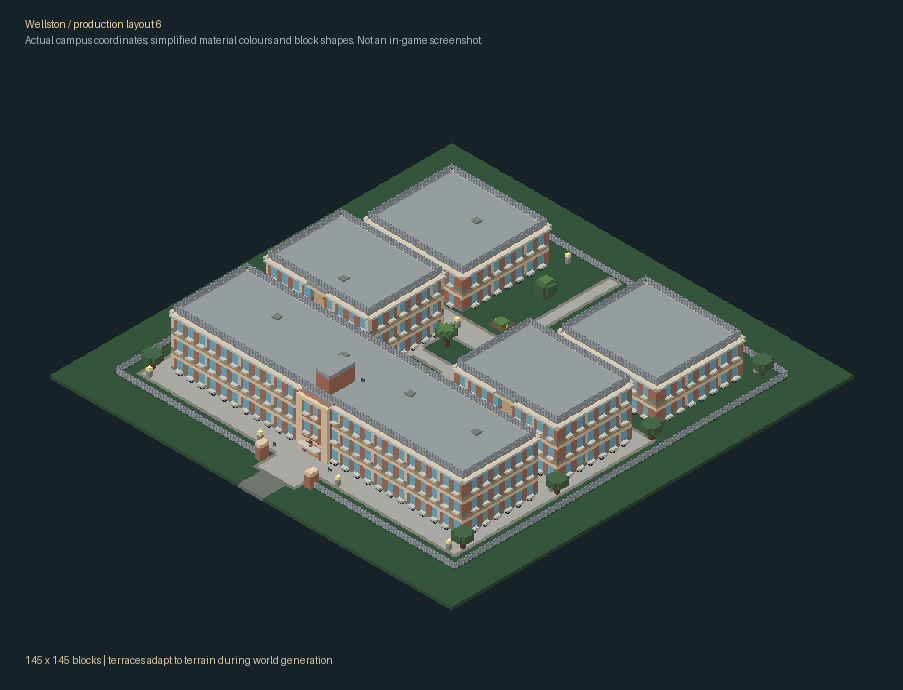 Wellston / production layout 6
Actual campus coordinates; simplified material colours and block shapes. Not an in-game screenshot.
145 x 145 blocks | terraces adapt to terrain during world generation